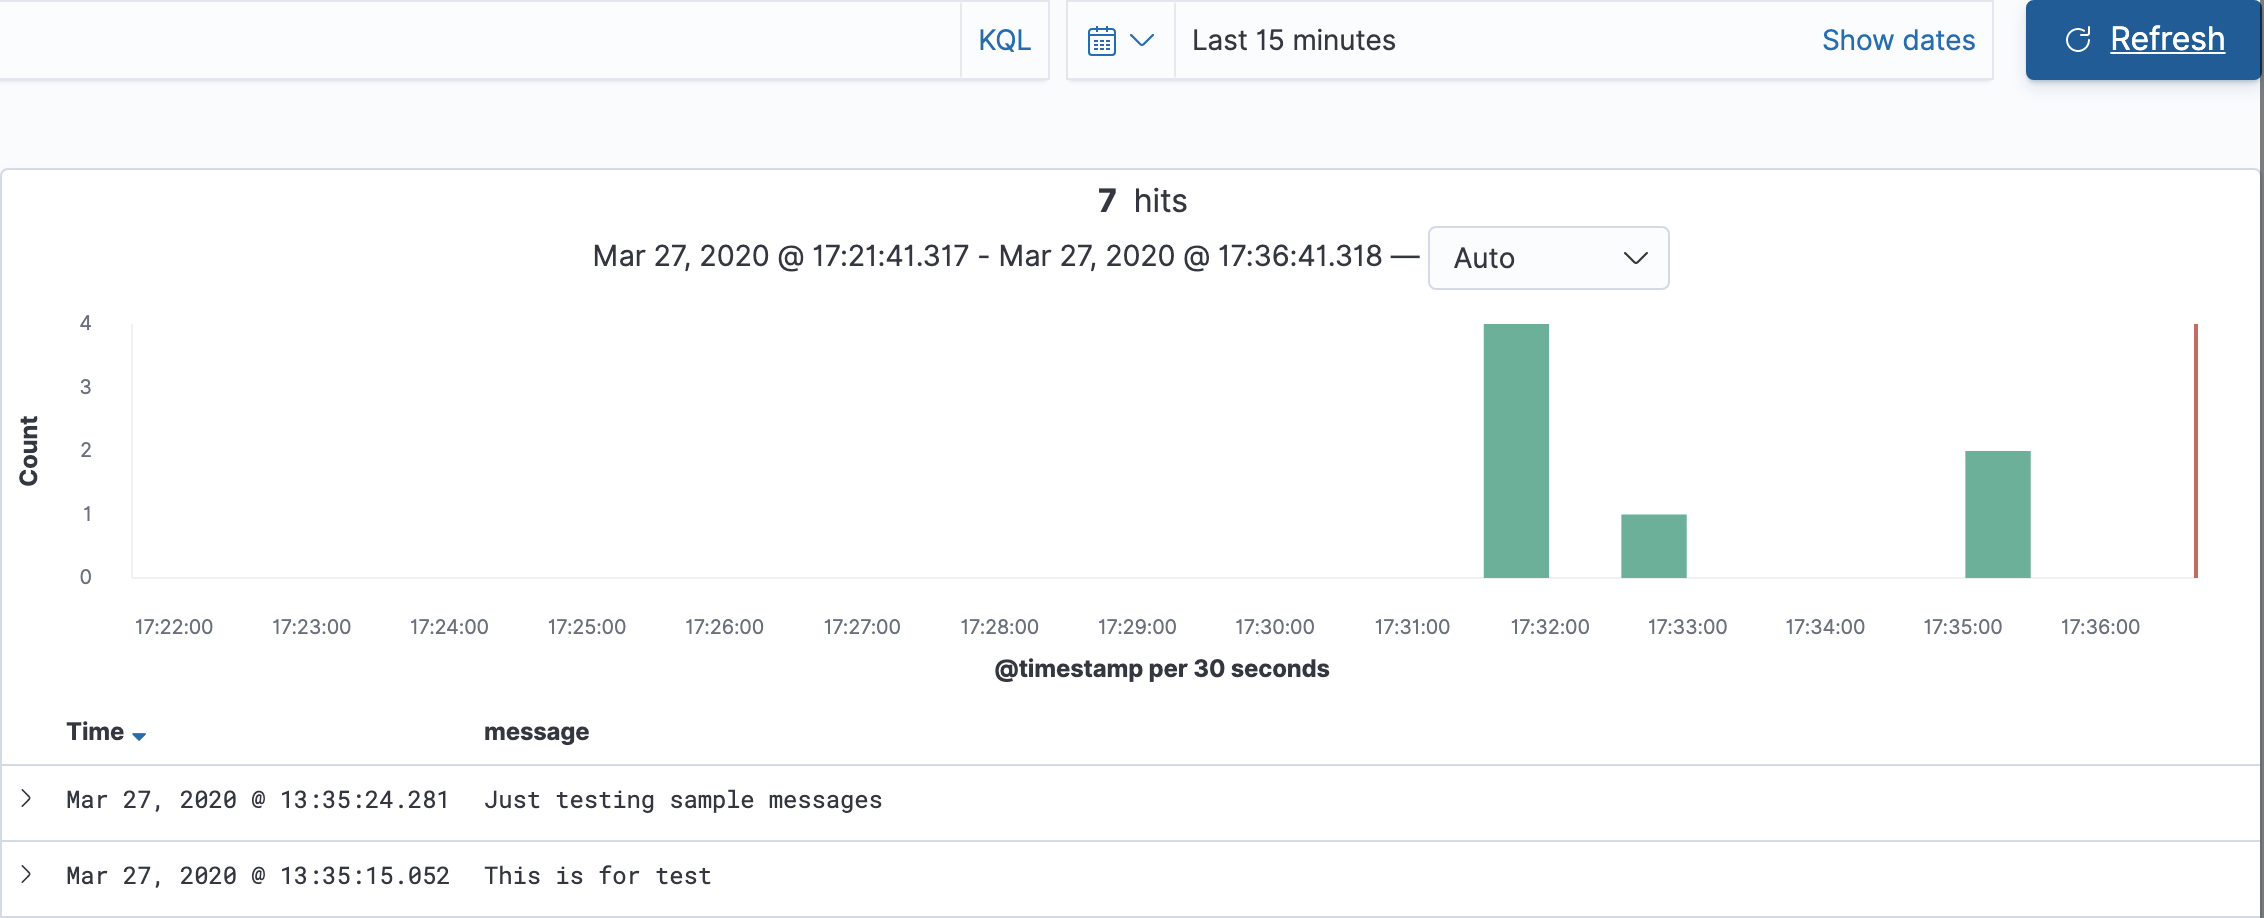 KQL Last 15 minutes Show dates Refresh
7 hits
Mar 27, 2020 @ 17:21:41.317 - Mar 27, 2020 @ 17:36:41.318 — Auto
4
3
2
1
0
Count
17:22:00 17:23:00 17:24:00 17:25:00 17:26:00 17:27:00 17:28:00 17:29:00 17:30:00 17:31:00 17:32:00 17:33:00 17:34:00 17:35:00 17:36:00
@timestamp per 30 seconds
Time message
Mar 27, 2020 @ 13:35:24.281 Just testing sample messages
Mar 27, 2020 @ 13:35:15.052 This is for test